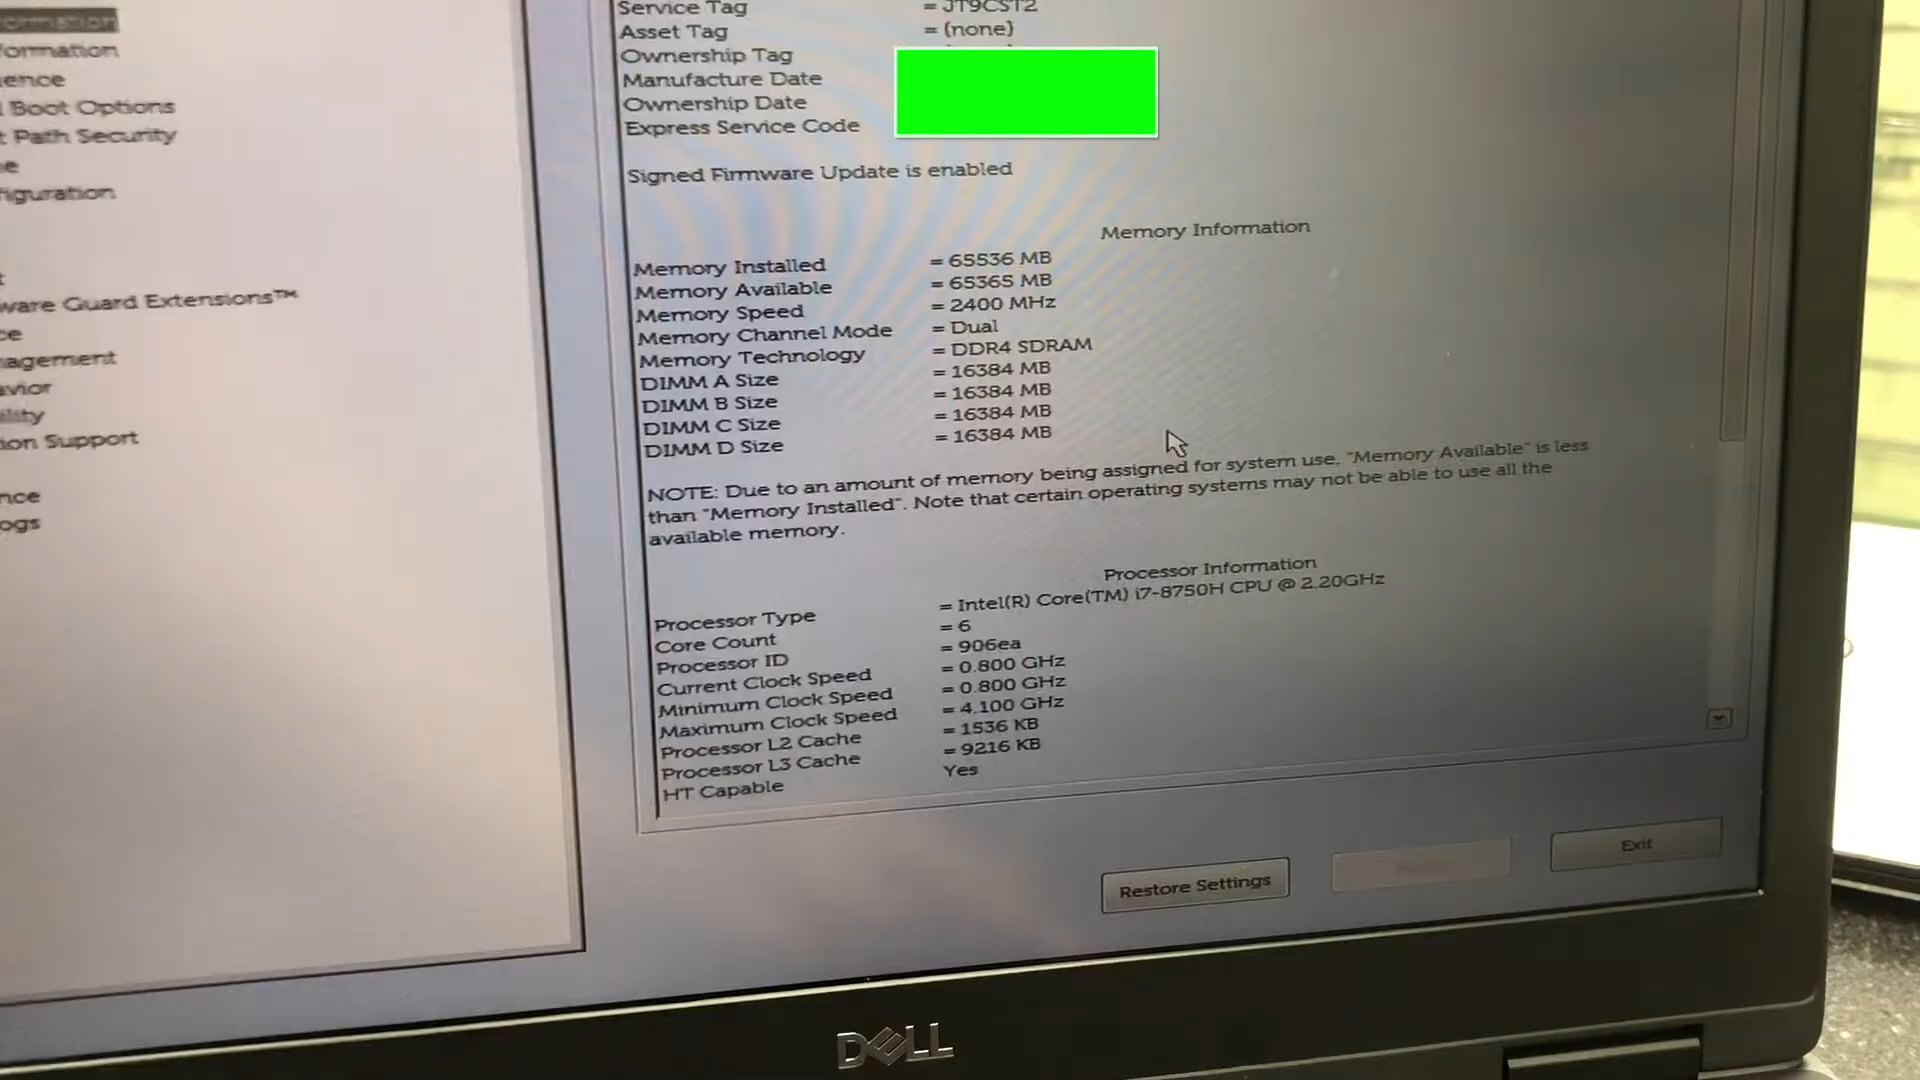 Service Tag = JT9CST2
Asset Tag = (none)
Ownership Tag
Manufacture Date
Ownership Date
Express Service Code
Signed Firmware Update is enabled
Memory Information
Memory Installed = 65536 MB
Memory Available = 65365 MB
Memory Speed = 2400 MHz
Memory Channel Mode = Dual
Memory Technology = DDR4 SDRAM
DIMM A Size = 16384 MB
DIMM B Size = 16384 MB
DIMM C Size = 16384 MB
DIMM D Size = 16384 MB
NOTE: Due to an amount of memory being assigned for system use, "Memory Available" is less
than "Memory Installed". Note that certain operating systems may not be able to use all the
available memory.
Processor Information
Processor Type = Intel(R) Core(TM) i7-8750H CPU @ 2.20GHz
Core Count = 6
Processor ID = 906ea
Current Clock Speed = 0.800 GHz
Minimum Clock Speed = 0.800 GHz
Maximum Clock Speed = 4.100 GHz
Processor L2 Cache = 1536 KB
Processor L3 Cache = 9216 KB
HT Capable Yes
Restore Settings
Exit
ormation
formation
ence
l Boot Options
t Path Security
e
figuration
t
ware Guard Extensions™
ce
nagement
avior
ility
ion Support
nce
ogs
DELL